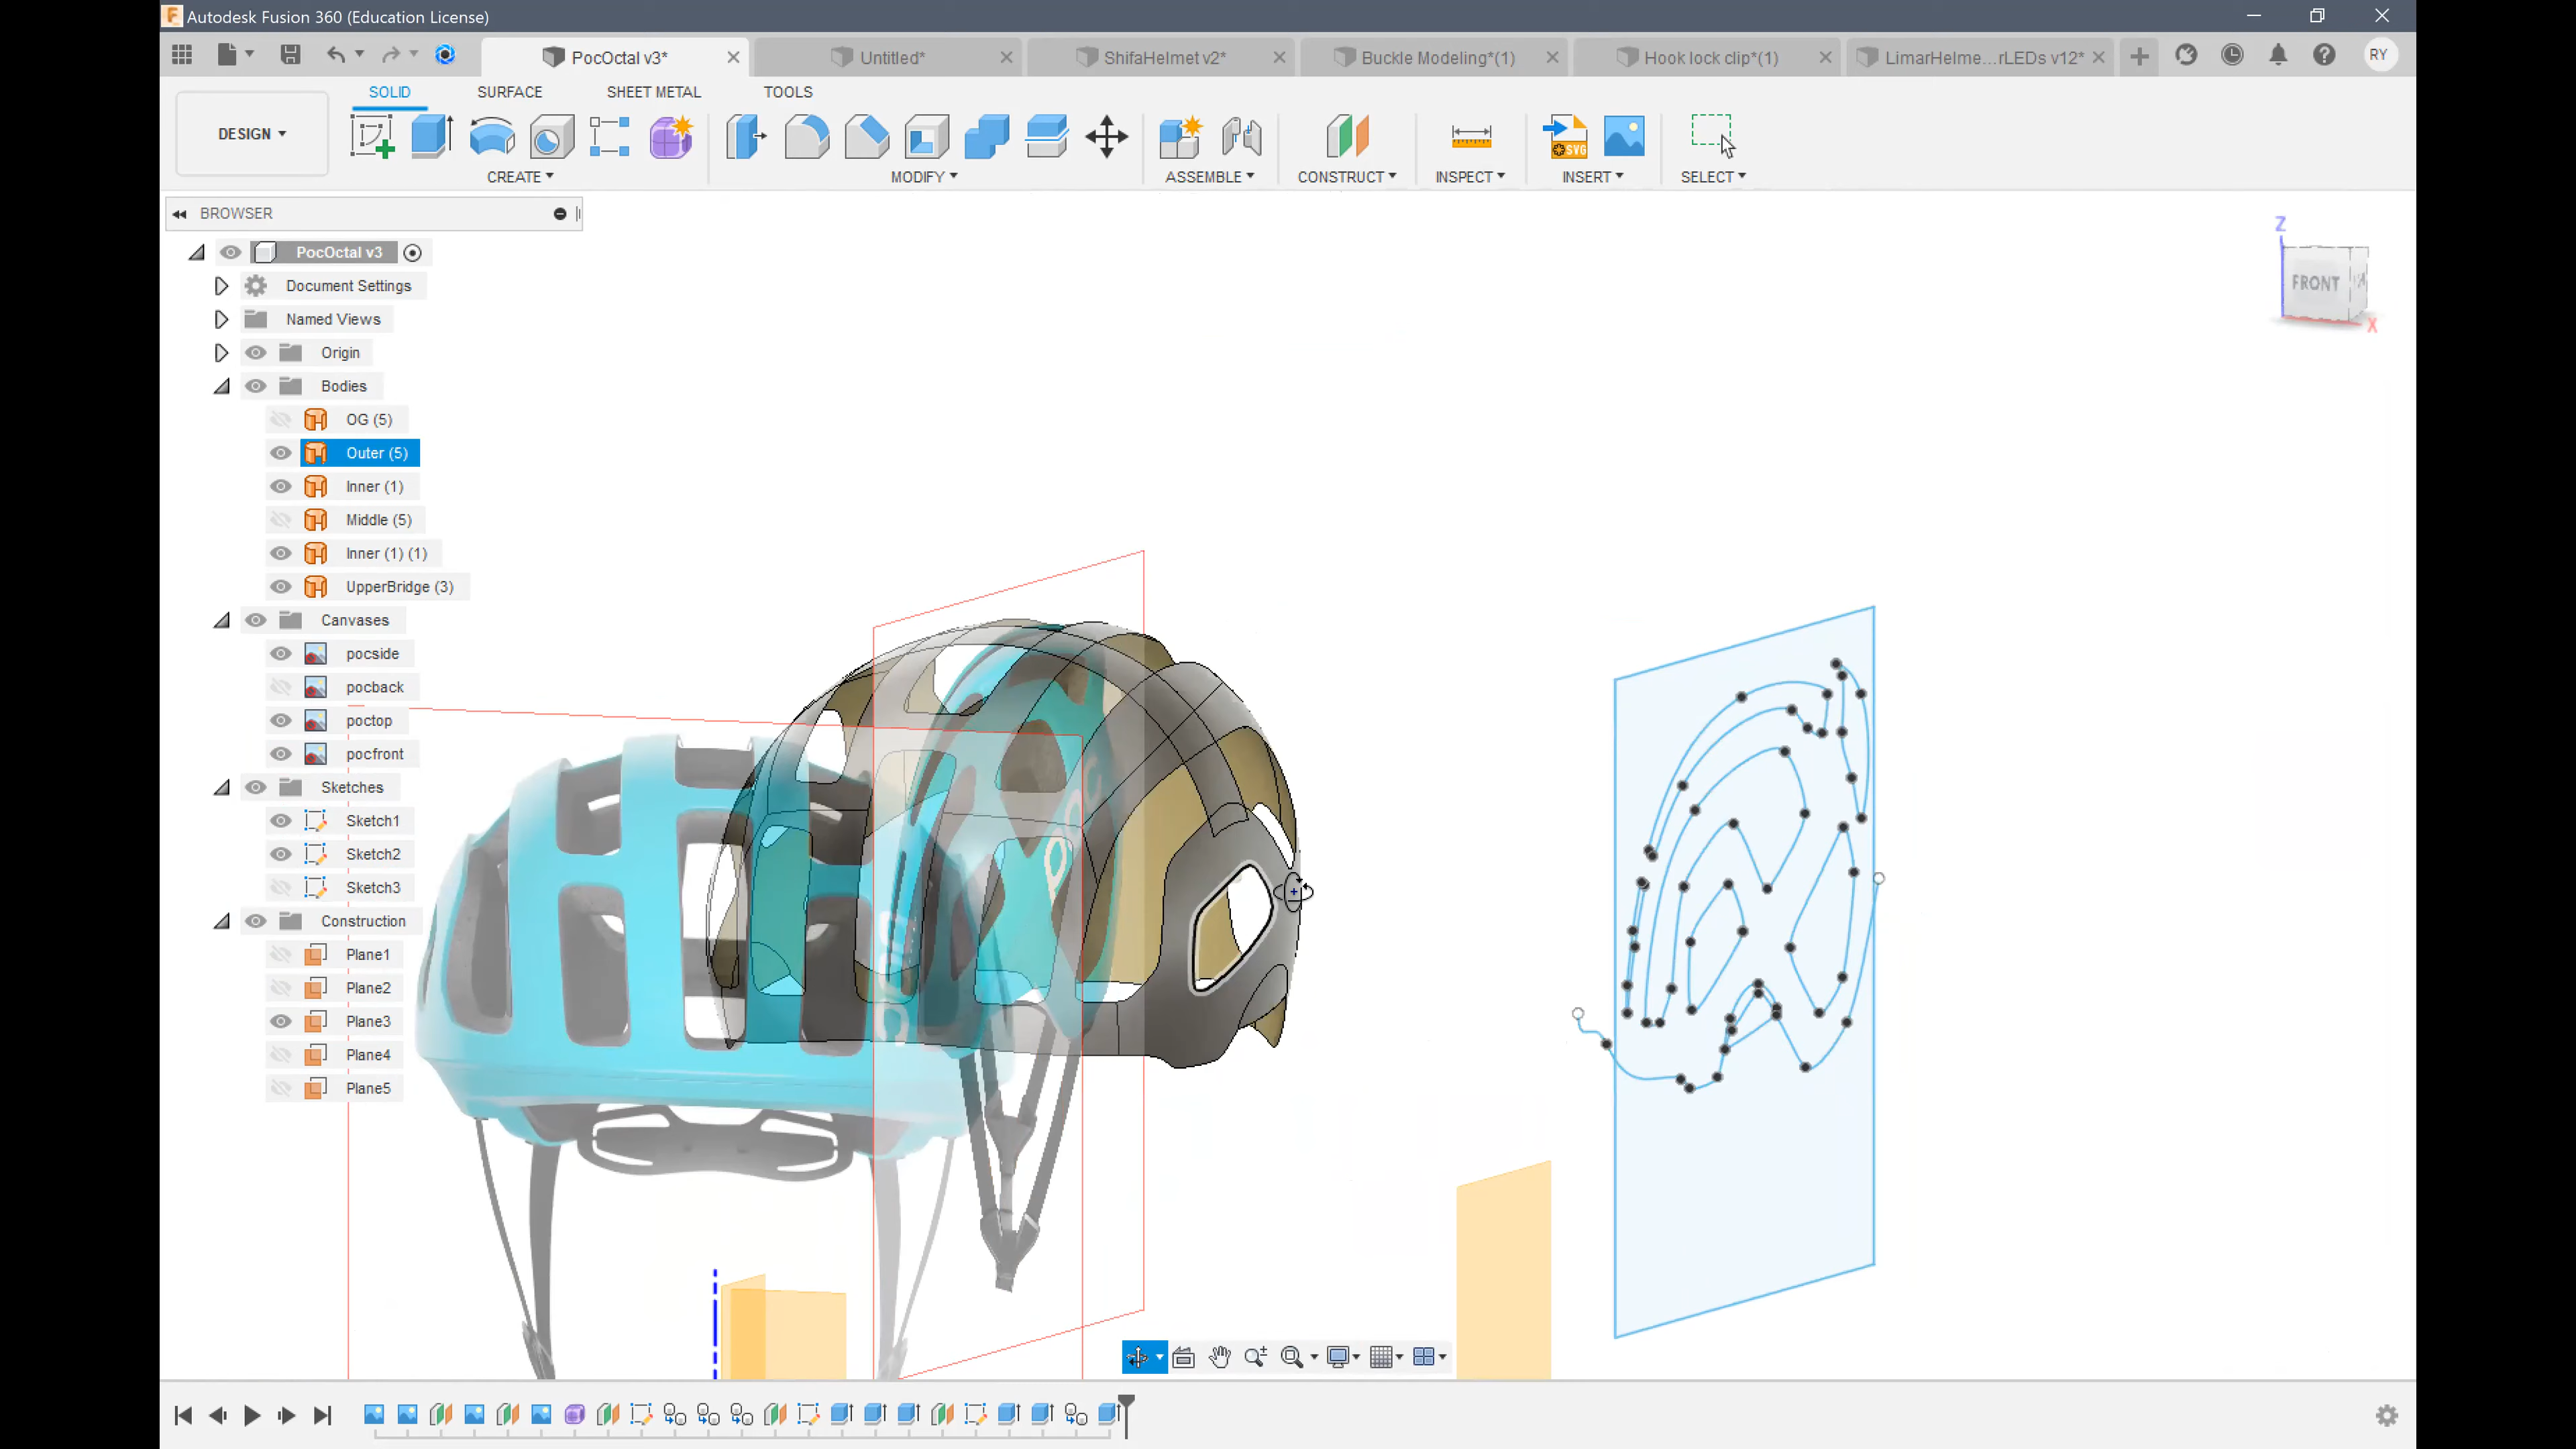 Autodesk Fusion 360 (Education License)
PocOctal v3*
Untitled*
ShifaHelmet v2*
Buckle Modeling*(1)
Hook lock clip*(1)
LimarHelme...rLEDs v12*
RY
SOLID
SURFACE
SHEET METAL
TOOLS
DESIGN
SVG
CREATE
MODIFY
ASSEMBLE
CONSTRUCT
INSPECT
INSERT
SELECT
BROWSER
PocOctal v3
Document Settings
Named Views
Origin
Bodies
OG (5)
Outer (5)
Inner (1)
Middle (5)
Inner (1) (1)
UpperBridge (3)
Canvases
pocside
pocback
poctop
pocfront
Sketches
Sketch1
Sketch2
Sketch3
Construction
Plane1
Plane2
Plane3
Plane4
Plane5
Z
FRONT
X